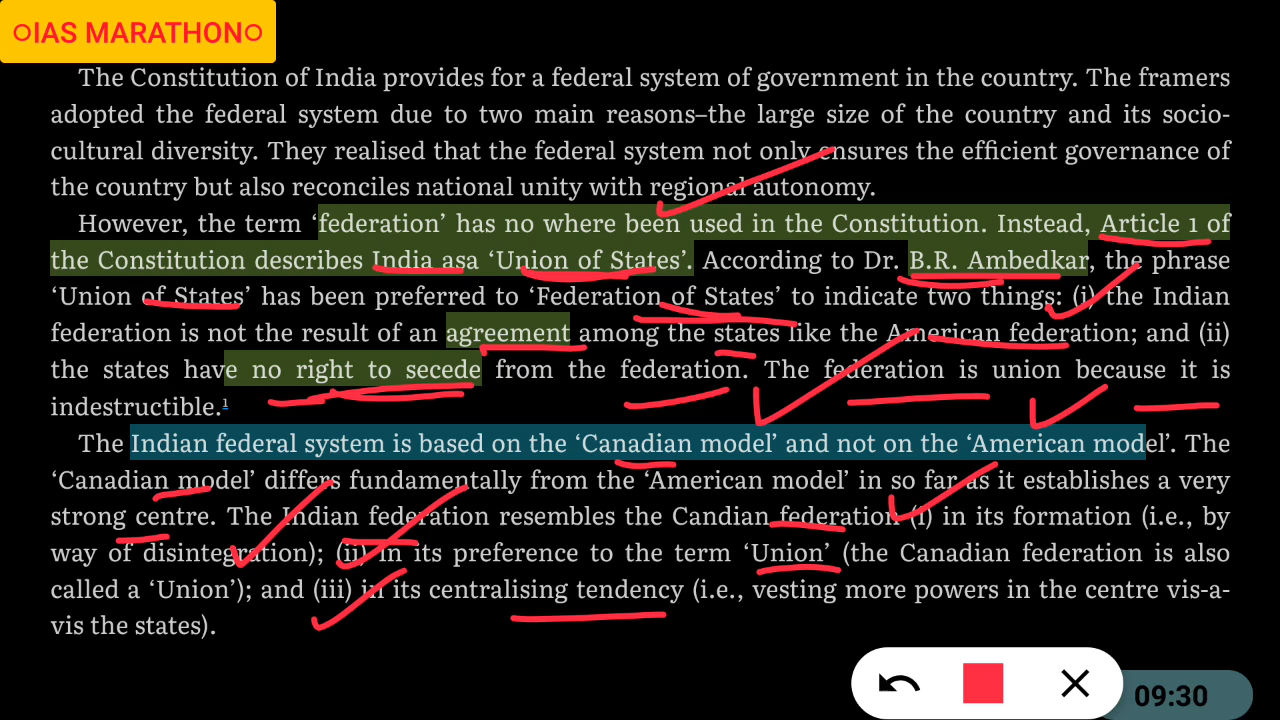 ○IAS MARATHON○
The Constitution of India provides for a federal system of government in the country. The framers
adopted the federal system due to two main reasons–the large size of the country and its socio-
cultural diversity. They realised that the federal system not only ensures the efficient governance of
the country but also reconciles national unity with regional autonomy.
However, the term ‘federation’ has no where been used in the Constitution. Instead, Article 1 of
the Constitution describes India asa ‘Union of States’. According to Dr. B.R. Ambedkar, the phrase
‘Union of States’ has been preferred to ‘Federation of States’ to indicate two things: (i) the Indian
federation is not the result of an agreement among the states like the American federation; and (ii)
the states have no right to secede from the federation. The federation is union because it is
indestructible.1
The Indian federal system is based on the ‘Canadian model’ and not on the ‘American model’. The
‘Canadian model’ differs fundamentally from the ‘American model’ in so far as it establishes a very
strong centre. The Indian federation resembles the Candian federation (i) in its formation (i.e., by
way of disintegration); (ii) in its preference to the term ‘Union’ (the Canadian federation is also
called a ‘Union’); and (iii) in its centralising tendency (i.e., vesting more powers in the centre vis-a-
vis the states).
09:30